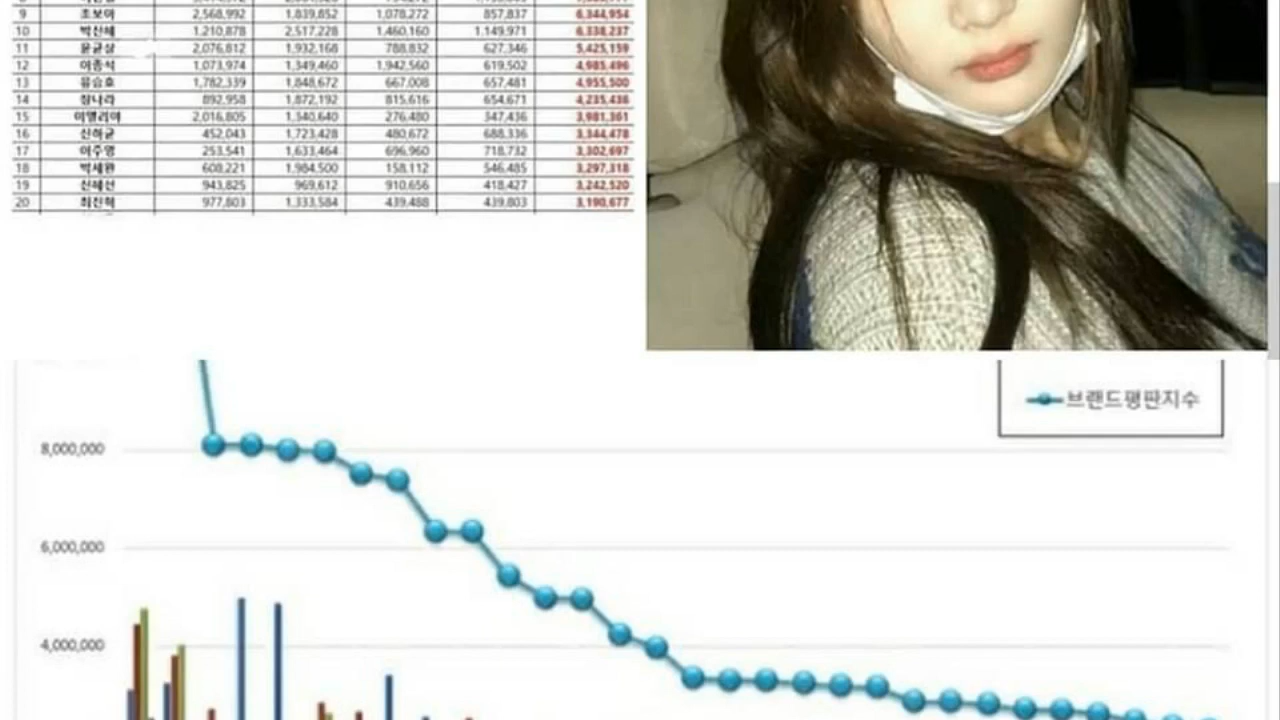 9 조보아 2,568,992 1,839,852 1,078,272 857,837 6,344,954
10 박신혜 1,210,878 2,517,228 1,460,160 1,149,971 6,338,237
11 윤균상 2,076,812 1,932,168 788,832 627,346 5,425,159
12 이종석 1,073,974 1,349,460 1,942,560 619,502 4,985,496
13 유승호 1,782,339 1,848,672 667,008 657,481 4,955,500
14 장나라 892,958 1,872,192 815,616 654,671 4,235,436
15 이엘리야 2,016,805 1,340,640 276,480 347,436 3,981,361
16 신하균 452,043 1,723,428 480,672 688,336 3,344,478
17 이주영 253,541 1,633,464 696,960 718,732 3,302,697
18 박세완 608,221 1,984,500 158,112 546,485 3,297,318
19 신혜선 943,825 969,612 910,656 418,427 3,242,520
20 최진혁 977,803 1,333,584 439,488 439,803 3,190,677
브랜드평판지수
8,000,000
6,000,000
4,000,000